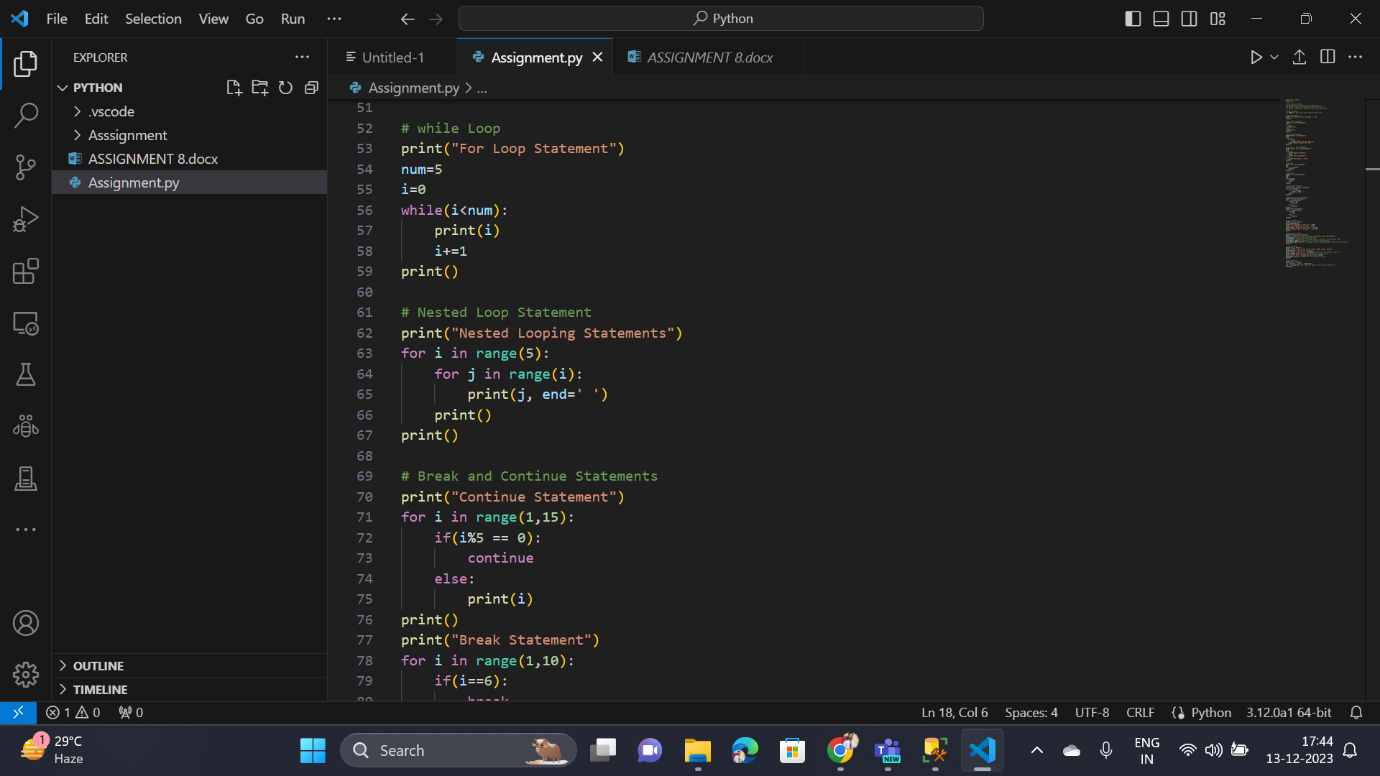 File Edit Selection View Go Run ··· Python
EXPLORER ···
PYTHON
.vscode
Asssignment
ASSIGNMENT 8.docx
Assignment.py
OUTLINE
TIMELINE
Untitled-1 Assignment.py ASSIGNMENT 8.docx
Assignment.py > ...
51
52 # while Loop
53 print("For Loop Statement")
54 num=5
55 i=0
56 while(i<num):
57 print(i)
58 i+=1
59 print()
60
61 # Nested Loop Statement
62 print("Nested Looping Statements")
63 for i in range(5):
64 for j in range(i):
65 print(j, end=' ')
66 print()
67 print()
68
69 # Break and Continue Statements
70 print("Continue Statement")
71 for i in range(1,15):
72 if(i%5 == 0):
73 continue
74 else:
75 print(i)
76 print()
77 print("Break Statement")
78 for i in range(1,10):
79 if(i==6):
80 break
1 0 0 Ln 18, Col 6 Spaces: 4 UTF-8 CRLF Python 3.12.0a1 64-bit
1 29°C
Haze
Search
NEW
ENG
IN
17:44
13-12-2023